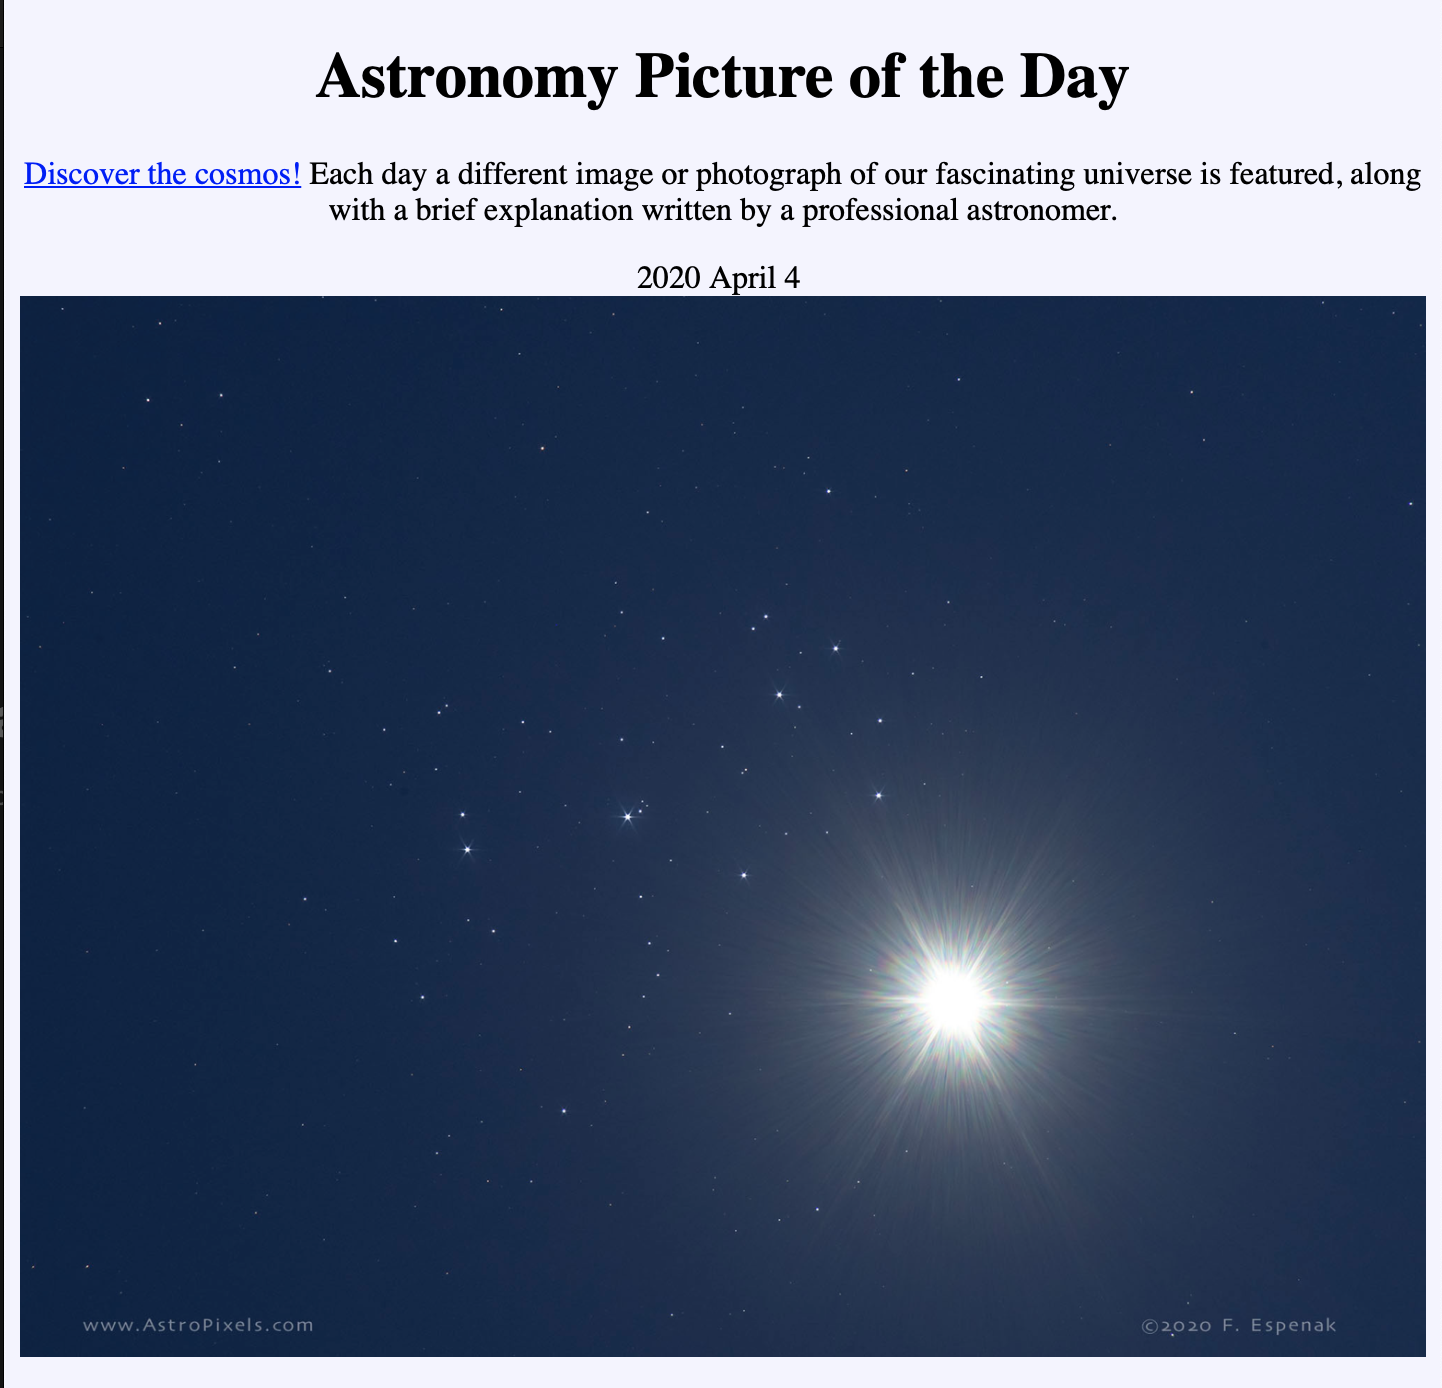 Astronomy Picture of the Day
Discover the cosmos! Each day a different image or photograph of our fascinating universe is featured, along
with a brief explanation written by a professional astronomer.
2020 April 4
www.AstroPixels.com
©2020 F. Espenak